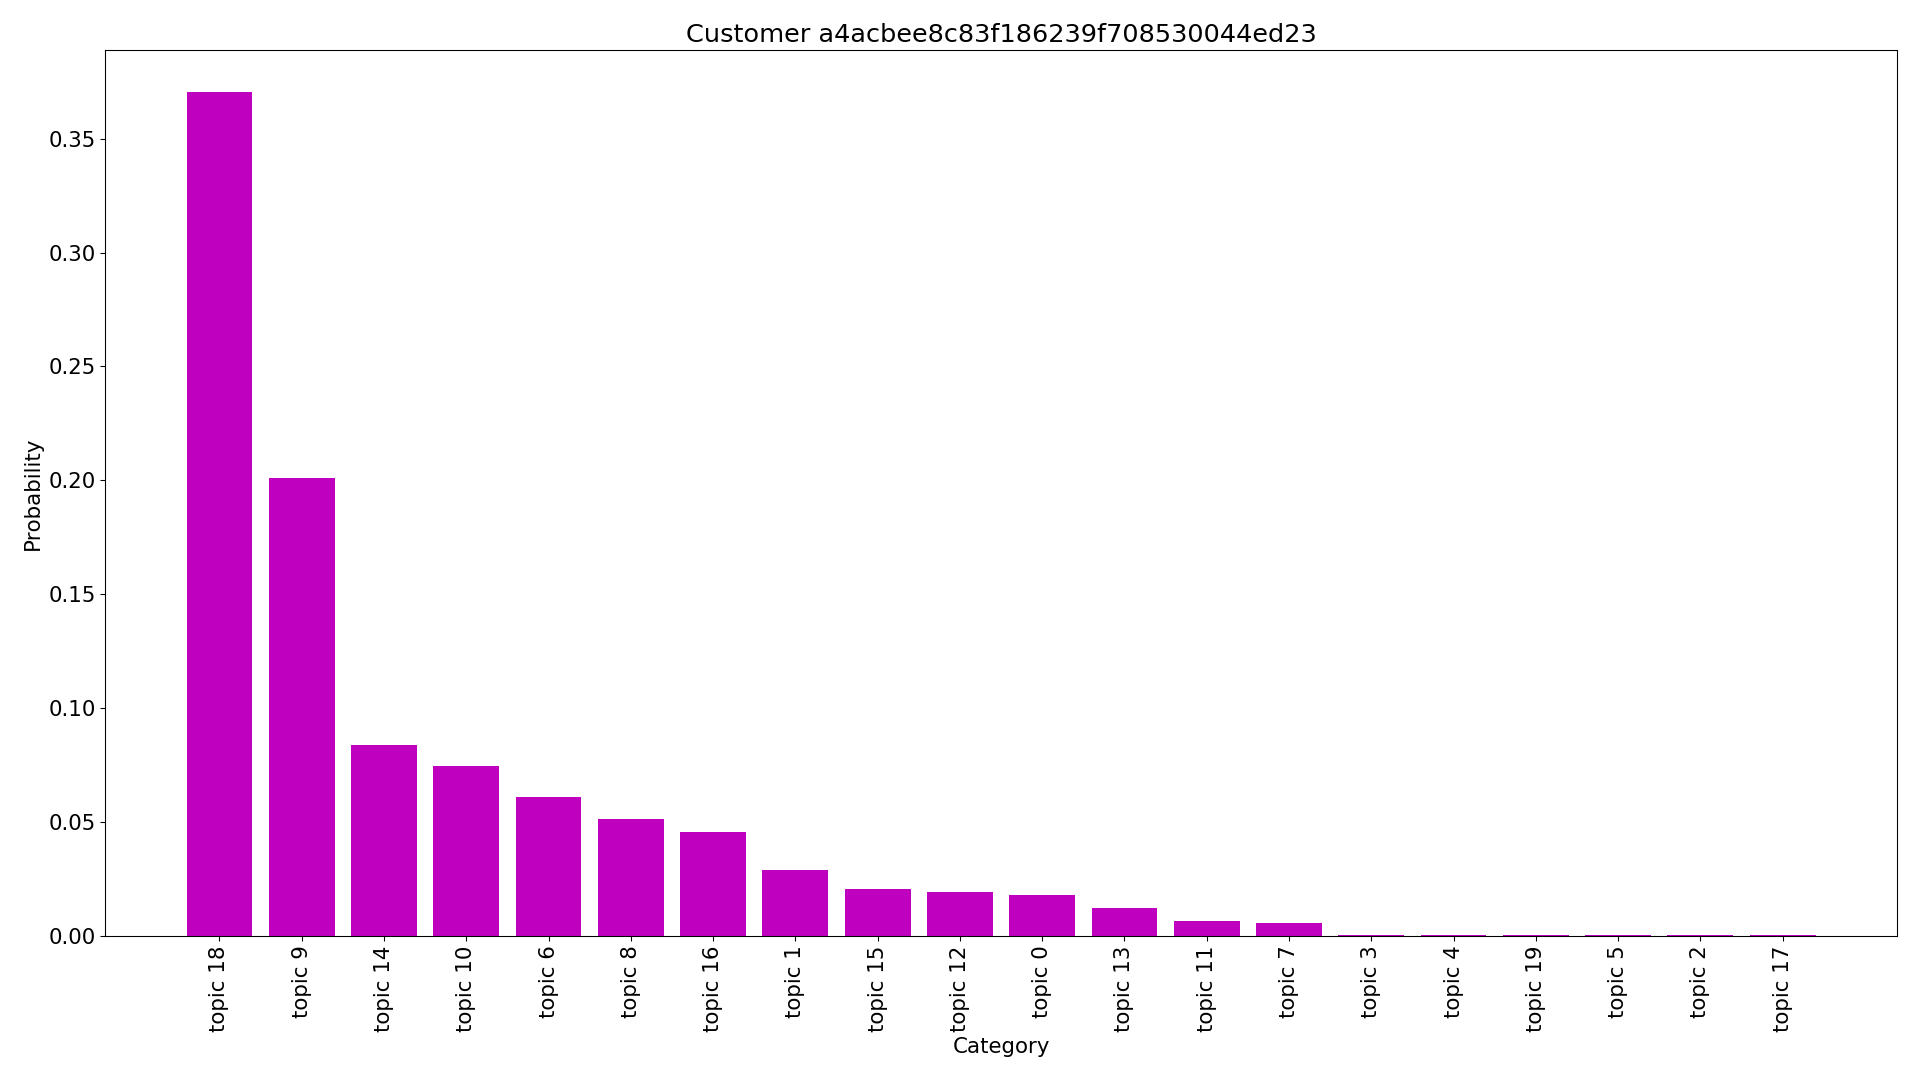 Customer a4acbee8c83f186239f708530044ed23
Probability
0.35
0.30
0.25
0.20
0.15
0.10
0.05
0.00
topic 18
topic 9
topic 14
topic 10
topic 6
topic 8
topic 16
topic 1
topic 15
topic 12
topic 0
topic 13
topic 11
topic 7
topic 3
topic 4
topic 19
topic 5
topic 2
topic 17
Category